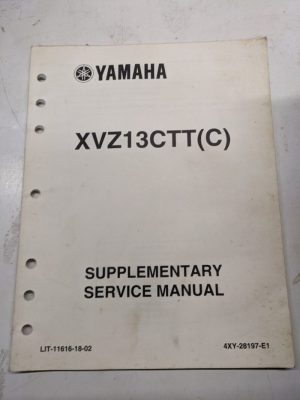 YAMAHA
XVZ13CTT(C)
SUPPLEMENTARY
SERVICE MANUAL
LIT-11616-18-02 4XY-28197-E1